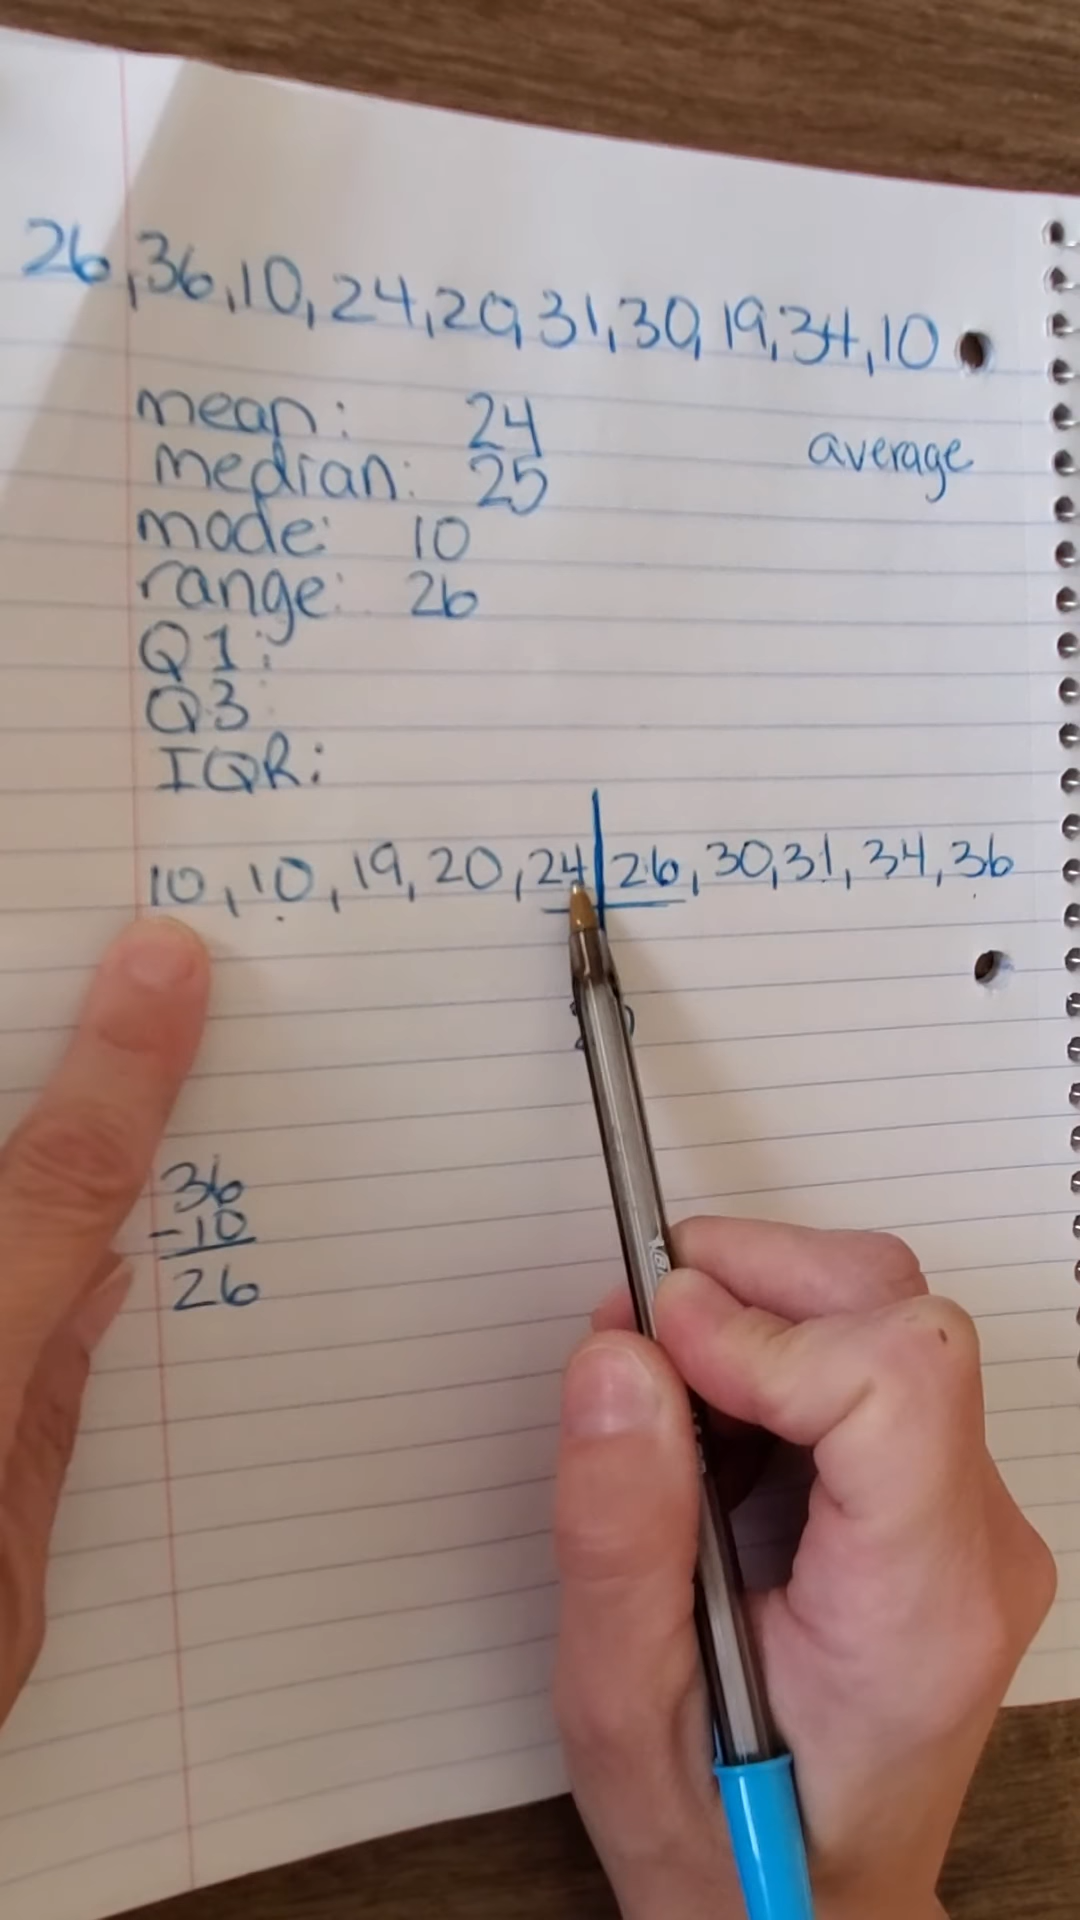 26,36,10,24,20,31,30,19,34,10
mean: 24
average
median: 25
mode: 10
range: 26
Q1:
Q3
IQR:
10,10,19,20,24|26,30,31,34,36
36
-10
26